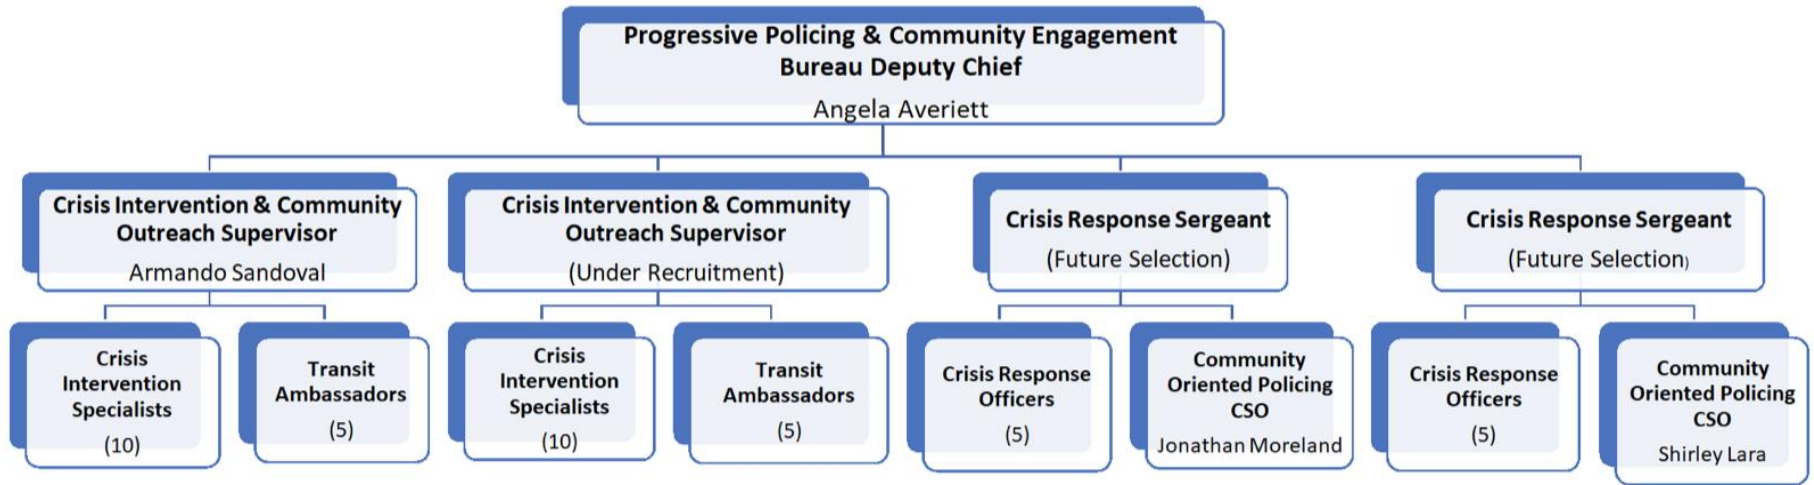 Progressive Policing & Community Engagement
Bureau Deputy Chief
Angela Averiett
Crisis Intervention & Community
Outreach Supervisor
Armando Sandoval
Crisis Intervention & Community
Outreach Supervisor
(Under Recruitment)
Crisis Response Sergeant
(Future Selection)
Crisis Response Sergeant
(Future Selection)
Crisis
Intervention
Specialists
(10)
Transit
Ambassadors
(5)
Crisis
Intervention
Specialists
(10)
Transit
Ambassadors
(5)
Crisis Response
Officers
(5)
Community
Oriented Policing
CSO
Jonathan Moreland
Crisis Response
Officers
(5)
Community
Oriented Policing
CSO
Shirley Lara